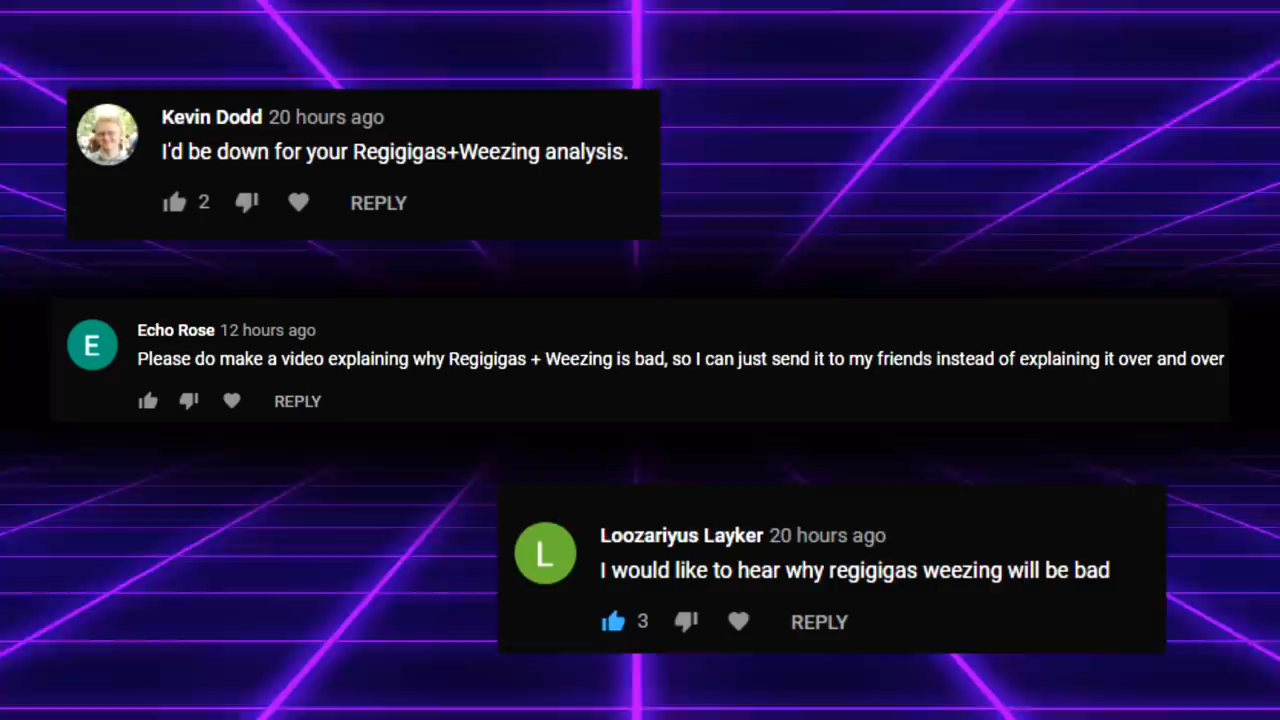 Kevin Dodd 20 hours ago
I'd be down for your Regigigas+Weezing analysis.
2 REPLY
E
Echo Rose 12 hours ago
Please do make a video explaining why Regigigas + Weezing is bad, so I can just send it to my friends instead of explaining it over and over
REPLY
L
Loozariyus Layker 20 hours ago
I would like to hear why regigigas weezing will be bad
3 REPLY